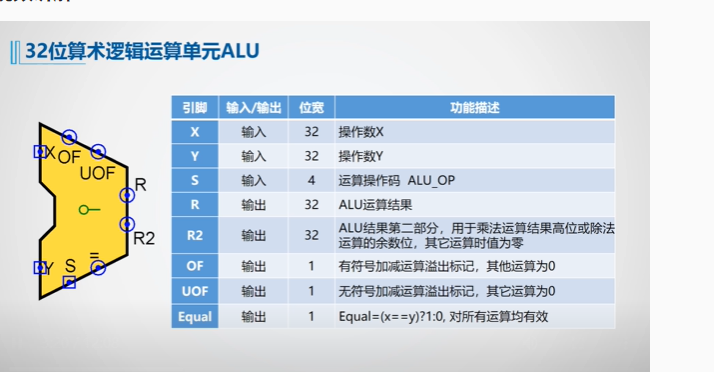 32位算术逻辑运算单元ALU
引脚 输入/输出 位宽 功能描述
X 输入 32 操作数X
Y 输入 32 操作数Y
S 输入 4 运算操作码 ALU_OP
R 输出 32 ALU运算结果
R2 输出 32 ALU结果第二部分，用于乘法运算结果高位或除法
运算的余数位，其它运算时值为零
OF 输出 1 有符号加减运算溢出标记，其他运算为0
UOF 输出 1 无符号加减运算溢出标记，其它运算为0
Equal 输出 1 Equal=(x==y)?1:0, 对所有运算均有效
X OF
UOF
R
R2
=
Y S